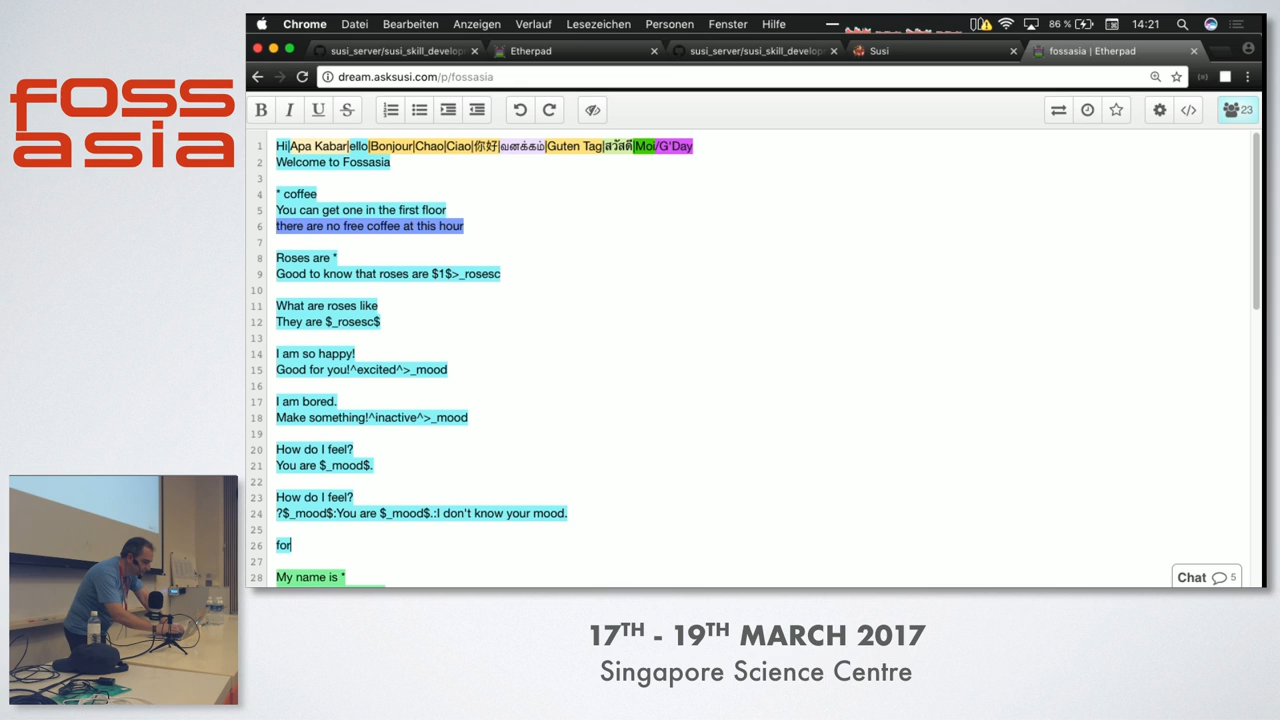 foss
asia
Chrome Datei Bearbeiten Anzeigen Verlauf Lesezeichen Personen Fenster Hilfe 86 % 14:21
susi_server/susi_skill_develop Etherpad susi_server/susi_skill_develop Susi fossasia | Etherpad
dream.asksusi.com/p/fossasia
B I U S 23
1 Hi|Apa Kabar|ello|Bonjour|Chao|Ciao|你好|வணக்கம்|Guten Tag|สวัสดี|Moi/G'Day
2 Welcome to Fossasia
3
4 * coffee
5 You can get one in the first floor
6 there are no free coffee at this hour
7
8 Roses are *
9 Good to know that roses are $1$>_rosesc
10
11 What are roses like
12 They are $_rosesc$
13
14 I am so happy!
15 Good for you!^excited^>_mood
16
17 I am bored.
18 Make something!^inactive^>_mood
19
20 How do I feel?
21 You are $_mood$.
22
23 How do I feel?
24 ?$_mood$:You are $_mood$.:I don't know your mood.
25
26 for
27
28 My name is *
Chat 5
17TH - 19TH MARCH 2017
Singapore Science Centre